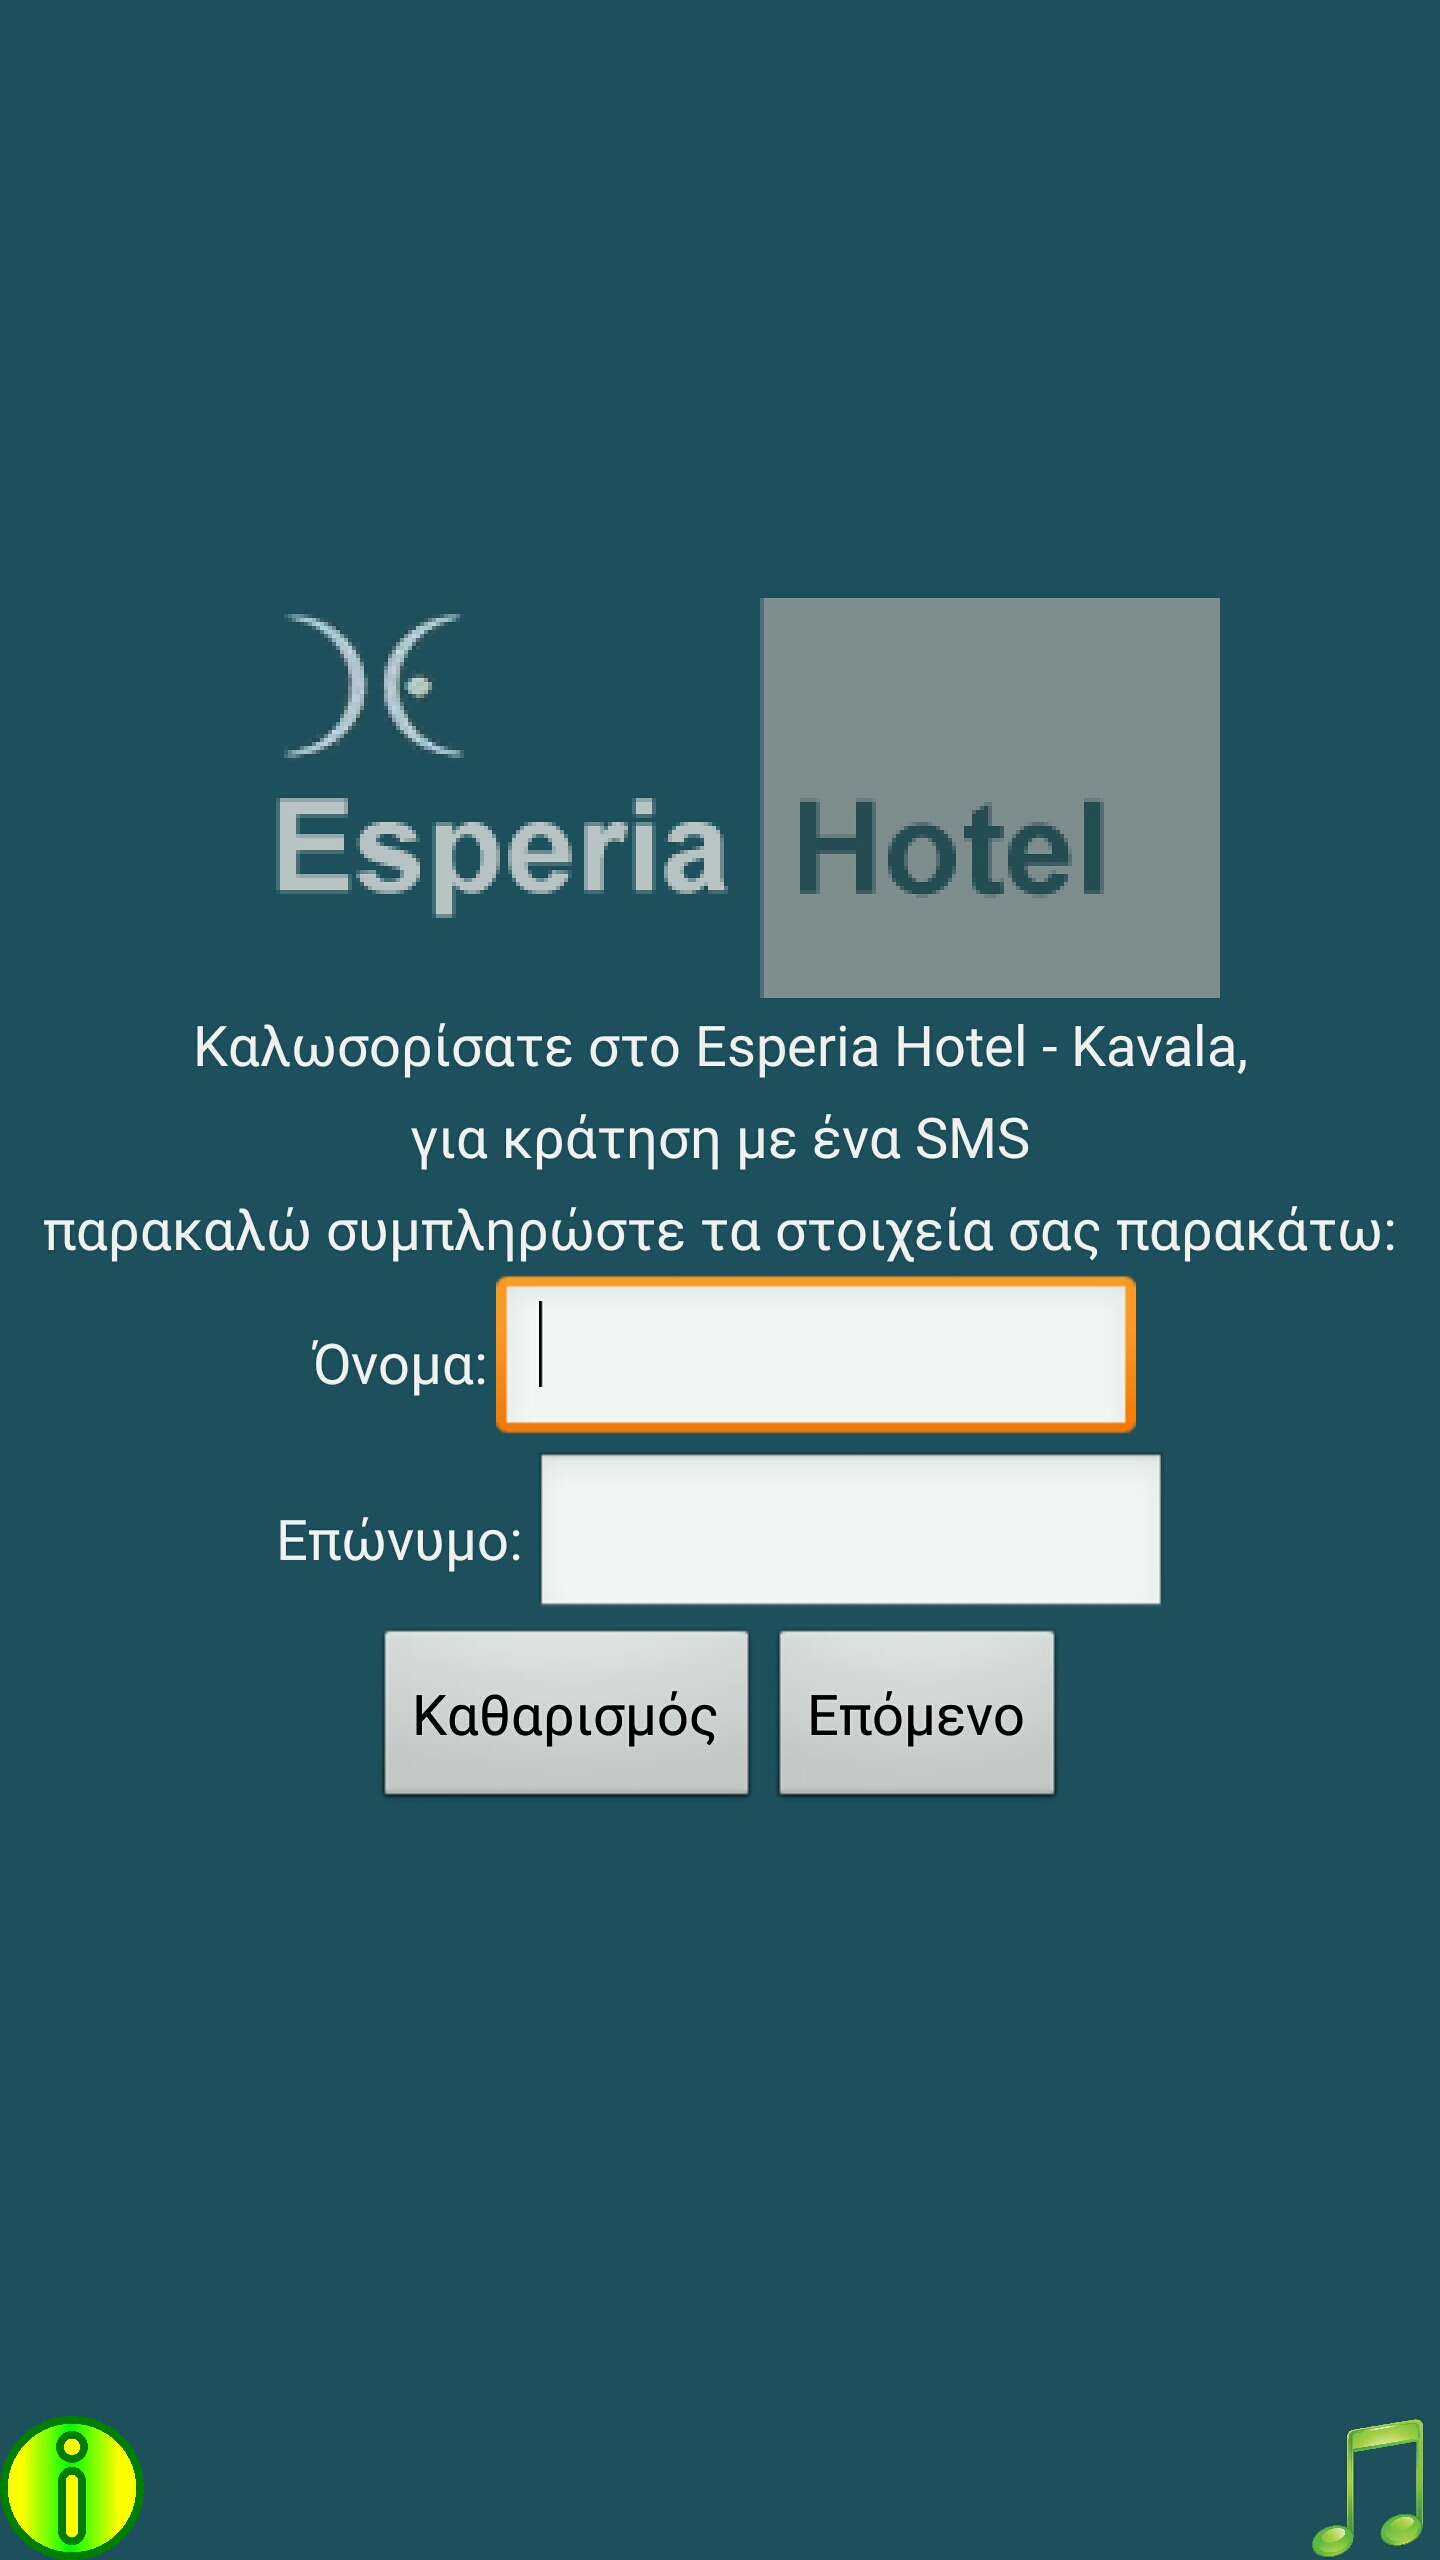 Esperia Hotel
Καλωσορίσατε στο Esperia Hotel - Kavala,
για κράτηση με ένα SMS
παρακαλώ συμπληρώστε τα στοιχεία σας παρακάτω:
Όνομα:
Επώνυμο:
Καθαρισμός Επόμενο